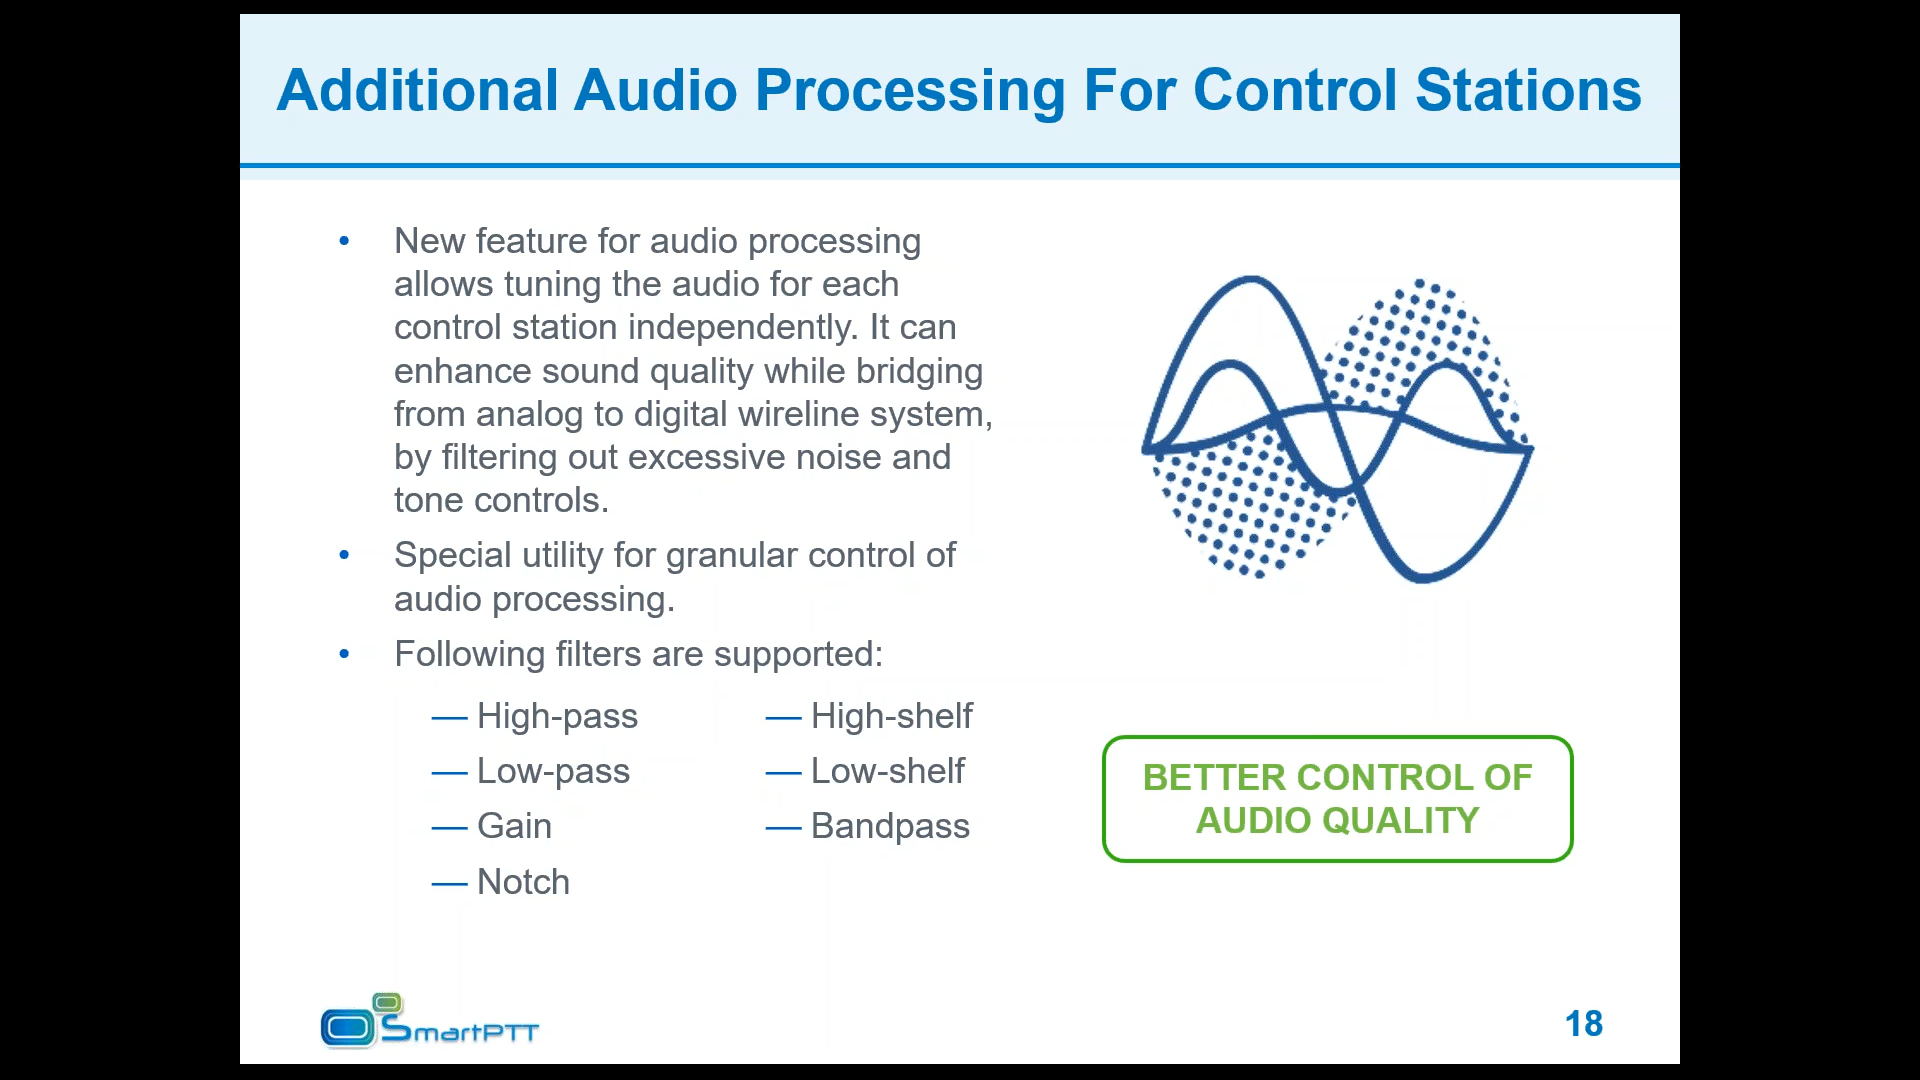 Additional Audio Processing For Control Stations
• New feature for audio processing
allows tuning the audio for each
control station independently. It can
enhance sound quality while bridging
from analog to digital wireline system,
by filtering out excessive noise and
tone controls.
• Special utility for granular control of
audio processing.
• Following filters are supported:
— High-pass
— Low-pass
— Gain
— Notch
— High-shelf
— Low-shelf
— Bandpass
BETTER CONTROL OF
AUDIO QUALITY
SmartPTT
18